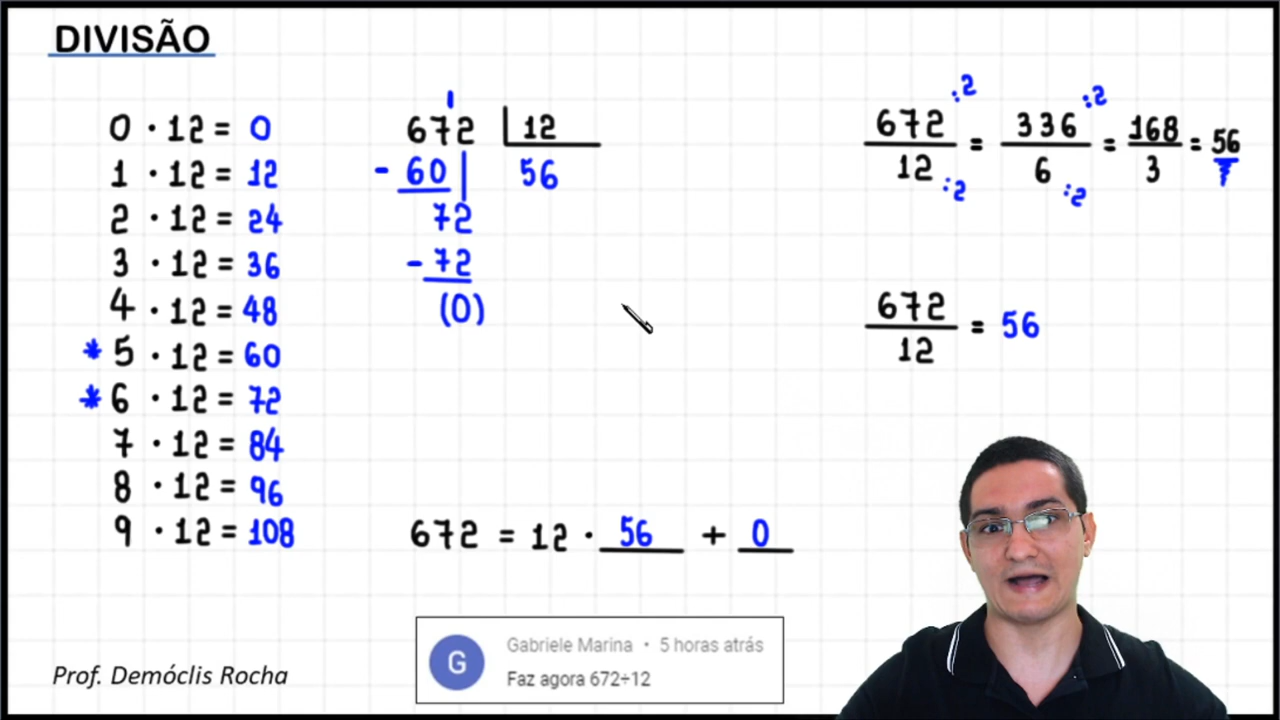 DIVISÃO
0 · 12 = 0
1 · 12 = 12
2 · 12 = 24
3 · 12 = 36
4 · 12 = 48
* 5 · 12 = 60
* 6 · 12 = 72
7 · 12 = 84
8 · 12 = 96
9 · 12 = 108
1
672 12
- 60 56
72
- 72
(0)
672 = 12 · 56 + 0
:2 :2
672/12 = 336/6 = 168/3 = 56
:2 :2
672/12 = 56
G
Gabriele Marina • 5 horas atrás
Faz agora 672÷12
Prof. Demóclis Rocha